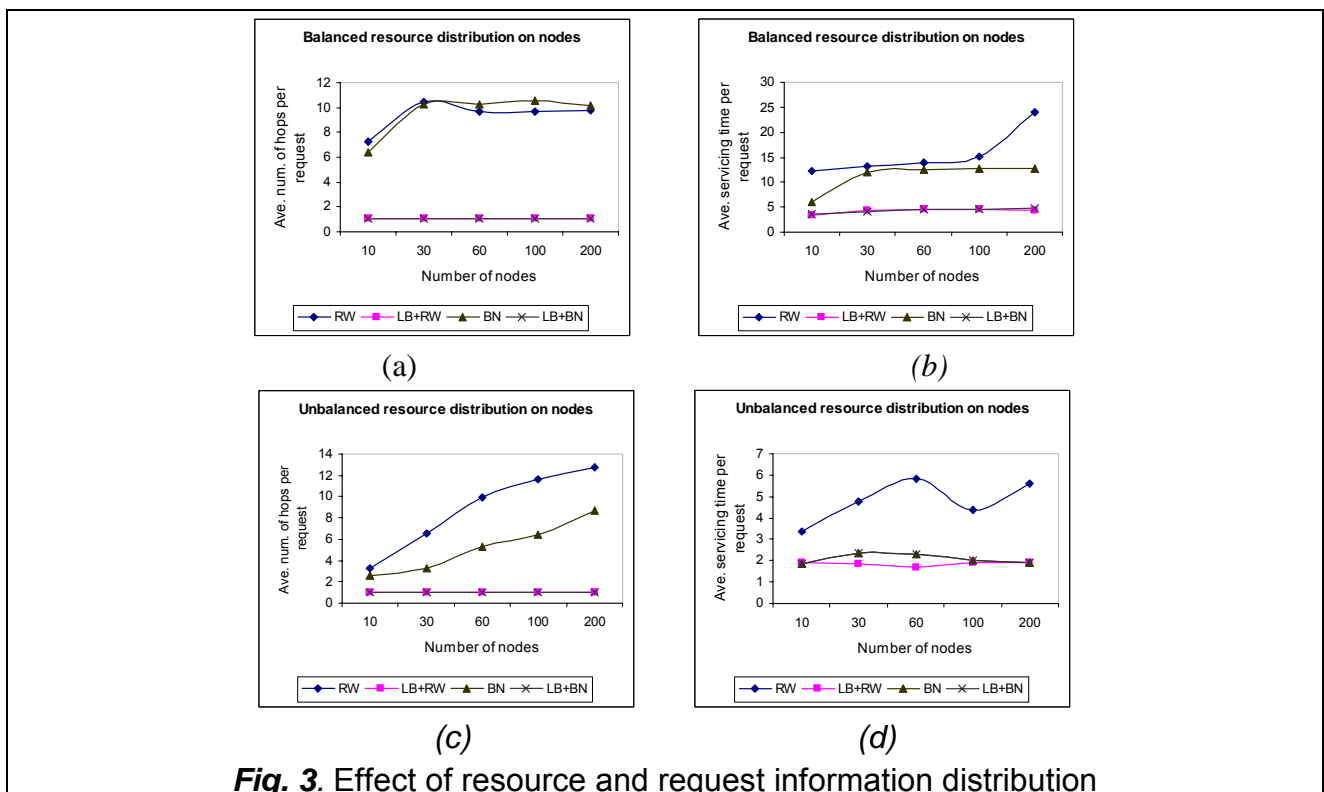 Balanced resource distribution on nodes
12
10
8
6
4
2
0
Ave. num. of hops per
request
10 30 60 100 200
Number of nodes
RW LB+RW BN LB+BN
(a)
Balanced resource distribution on nodes
30
25
20
15
10
5
0
Ave. servicing time per
request
10 30 60 100 200
Number of nodes
RW LB+RW BN LB+BN
(b)
Unbalanced resource distribution on nodes
14
12
10
8
6
4
2
0
Ave. num. of hops per
request
10 30 60 100 200
Number of nodes
RW LB+RW BN LB+BN
(c)
Unbalanced resource distribution on nodes
7
6
5
4
3
2
1
0
Ave. servicing time per
request
10 30 60 100 200
Number of nodes
RW LB+RW BN LB+BN
(d)
Fig. 3. Effect of resource and request information distribution